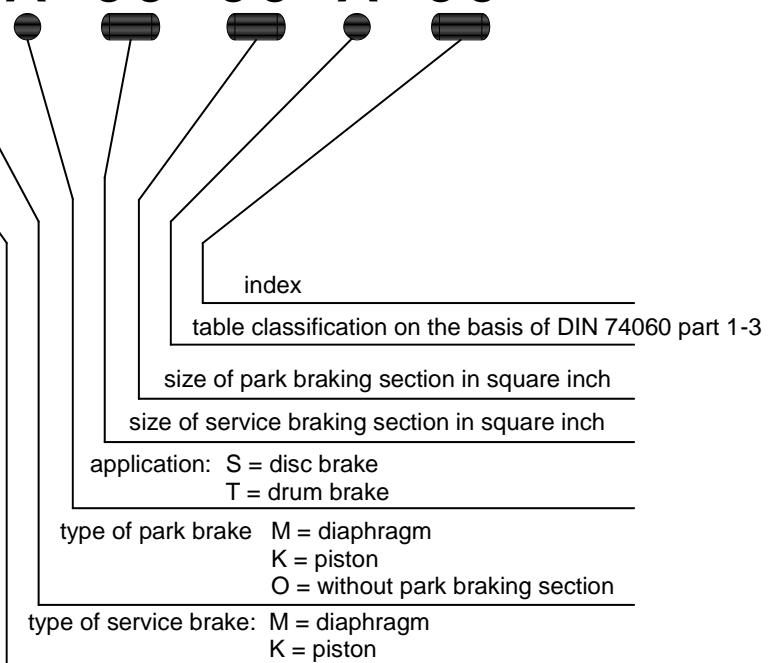 index
table classification on the basis of DIN 74060 part 1-3
size of park braking section in square inch
size of service braking section in square inch
application: S = disc brake
T = drum brake
type of park brake M = diaphragm
K = piston
O = without park braking section
type of service brake: M = diaphragm
K = piston